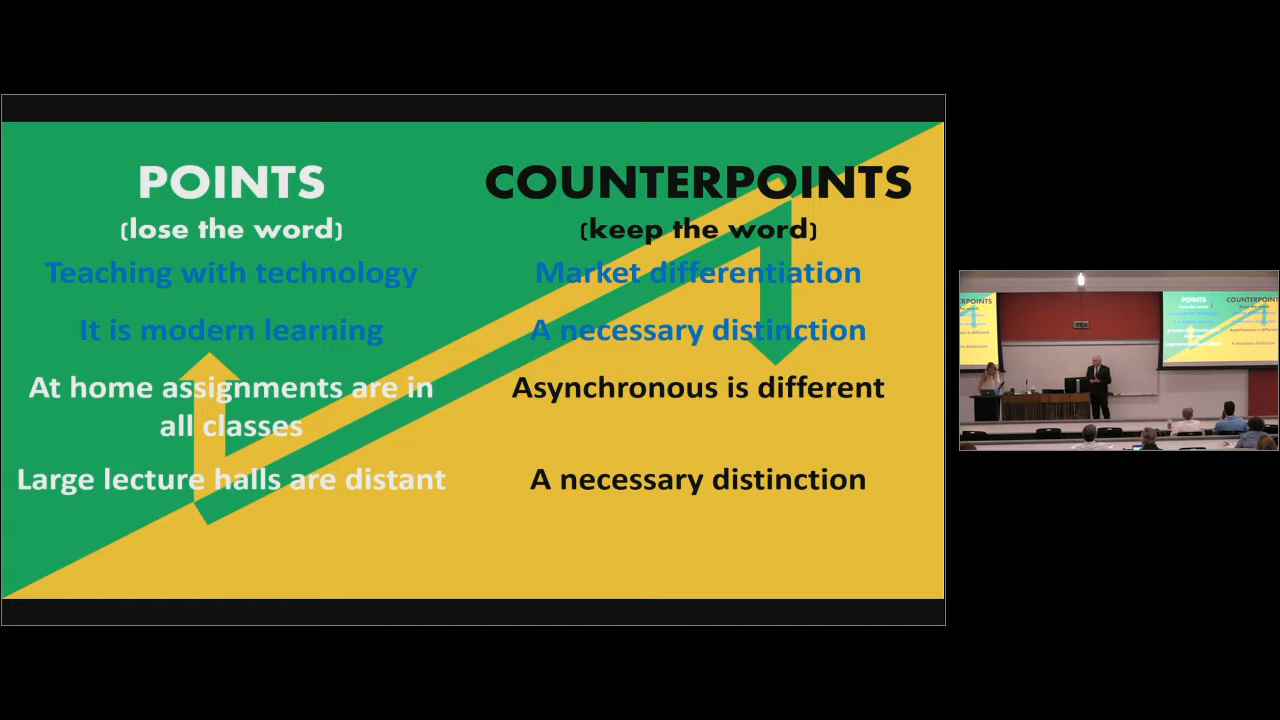 POINTS
(lose the word)
Teaching with technology
It is modern learning
At home assignments are in
all classes
Large lecture halls are distant
COUNTERPOINTS
(keep the word)
Market differentiation
A necessary distinction
Asynchronous is different
A necessary distinction